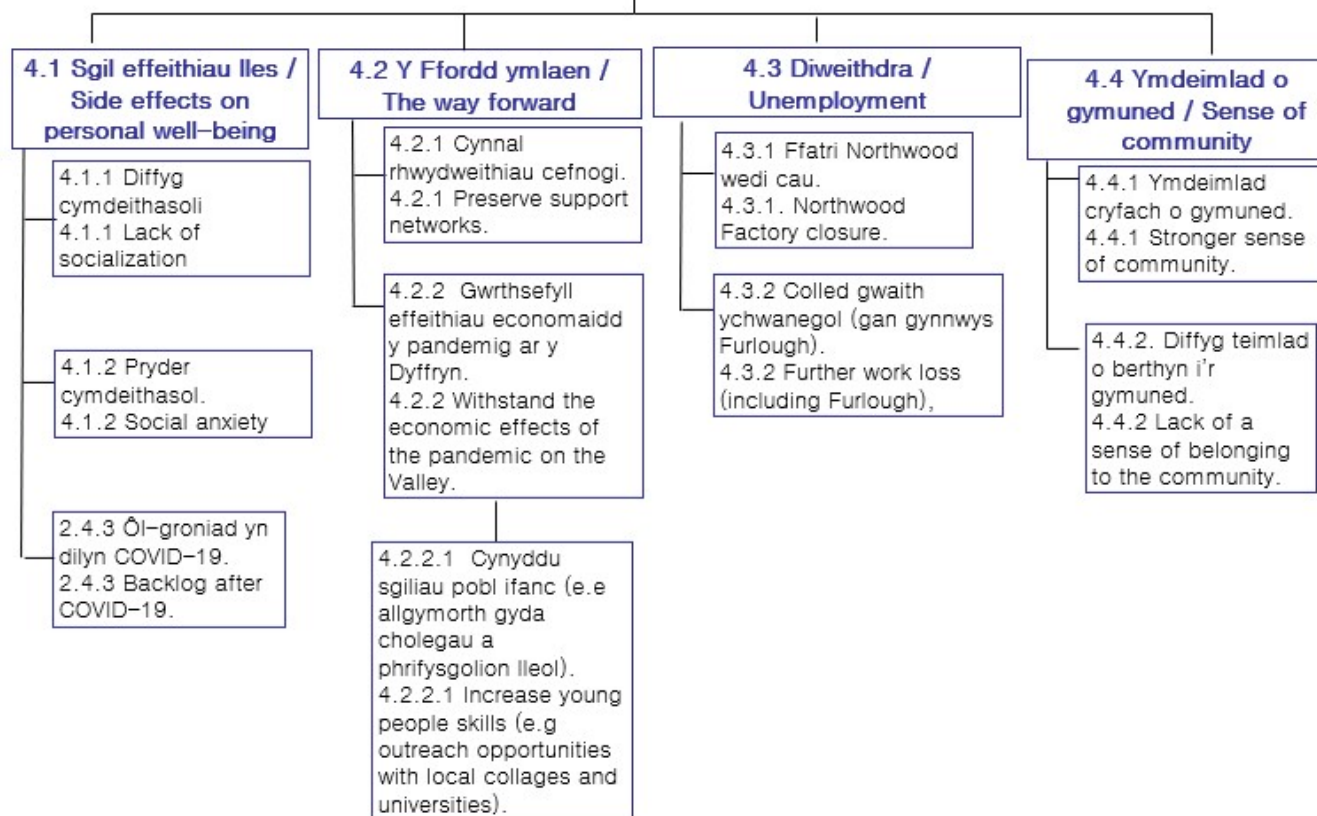 4.1 Sgil effeithiau lles /
Side effects on
personal well-being
4.1.1 Diffyg
cymdeithasoli
4.1.1 Lack of
socialization
4.1.2 Pryder
cymdeithasol.
4.1.2 Social anxiety
2.4.3 Ôl-groniad yn
dilyn COVID-19.
2.4.3 Backlog after
COVID-19.
4.2 Y Ffordd ymlaen /
The way forward
4.2.1 Cynnal
rhwydweithiau cefnogi.
4.2.1 Preserve support
networks.
4.2.2 Gwrthsefyll
effeithiau economaidd
y pandemig ar y
Dyffryn.
4.2.2 Withstand the
economic effects of
the pandemic on the
Valley.
4.2.2.1 Cynyddu
sgiliau pobl ifanc (e.e
allgymorth gyda
cholegau a
phrifysgolion lleol).
4.2.2.1 Increase young
people skills (e.g
outreach opportunities
with local collages and
universities).
4.3 Diweithdra /
Unemployment
4.3.1 Ffatri Northwood
wedi cau.
4.3.1. Northwood
Factory closure.
4.3.2 Colled gwaith
ychwanegol (gan gynnwys
Furlough).
4.3.2 Further work loss
(including Furlough),
4.4 Ymdeimlad o
gymuned / Sense of
community
4.4.1 Ymdeimlad
cryfach o gymuned.
4.4.1 Stronger sense
of community.
4.4.2. Diffyg teimlad
o berthyn i'r
gymuned.
4.4.2 Lack of a
sense of belonging
to the community.